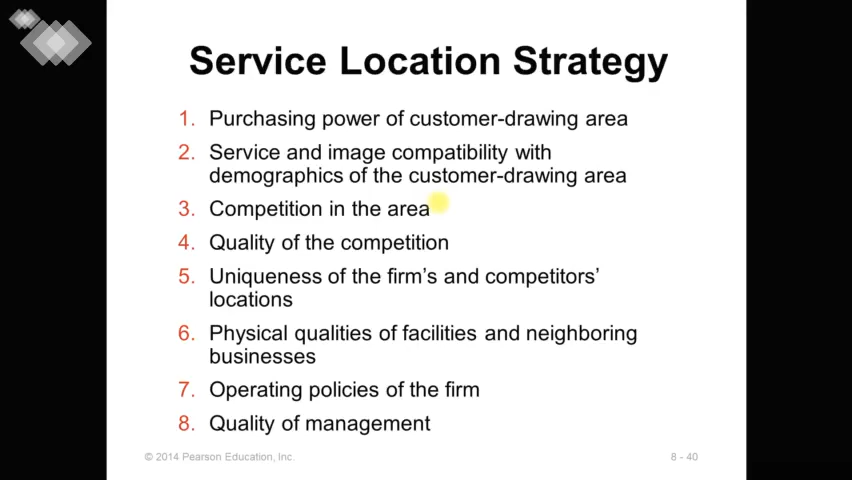 Service Location Strategy
1. Purchasing power of customer-drawing area
2. Service and image compatibility with
demographics of the customer-drawing area
3. Competition in the area
4. Quality of the competition
5. Uniqueness of the firm's and competitors'
locations
6. Physical qualities of facilities and neighboring
businesses
7. Operating policies of the firm
8. Quality of management
© 2014 Pearson Education, Inc.
8 - 40